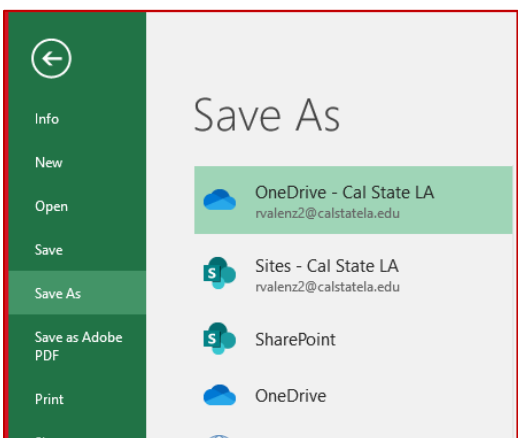 Info
New
Open
Save
Save As
Save as Adobe
PDF
Print
Save As
OneDrive - Cal State LA
rvalenz2@calstatela.edu
S
Sites - Cal State LA
rvalenz2@calstatela.edu
S
SharePoint
OneDrive